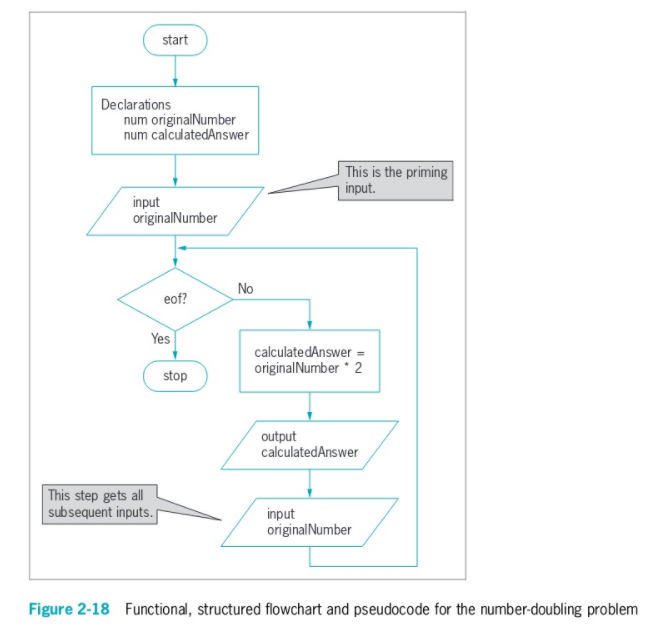 start
Declarations
num originalNumber
num calculatedAnswer
This is the priming
input.
input
originalNumber
eof?
No
Yes
stop
calculatedAnswer =
originalNumber * 2
output
calculatedAnswer
This step gets all
subsequent inputs.
input
originalNumber
Figure 2-18 Functional, structured flowchart and pseudocode for the number-doubling problem